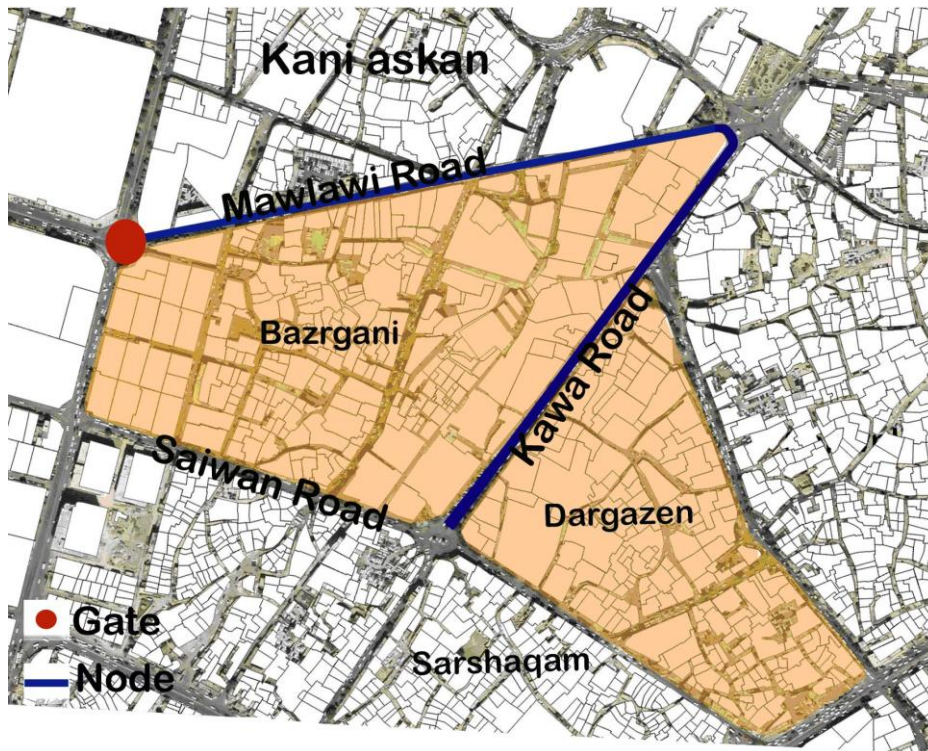 Kani askan
Mawlawi Road
Bazrgani
Kawa Road
Saiwan Road
Dargazen
Gate
Sarshaqam
Node